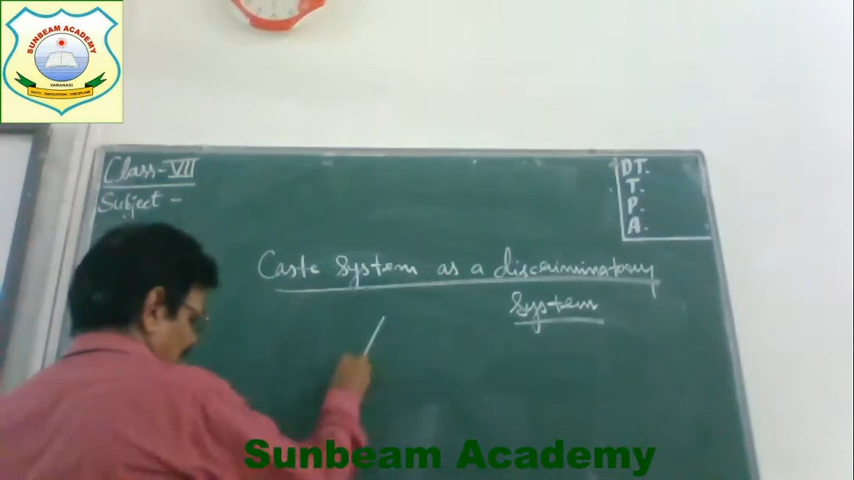 SUNBEAM ACADEMY
VARANASI
Class-VII
Subject -
DT.
T.
P.
A.
Caste System as a discriminatory
System
Sunbeam Academy